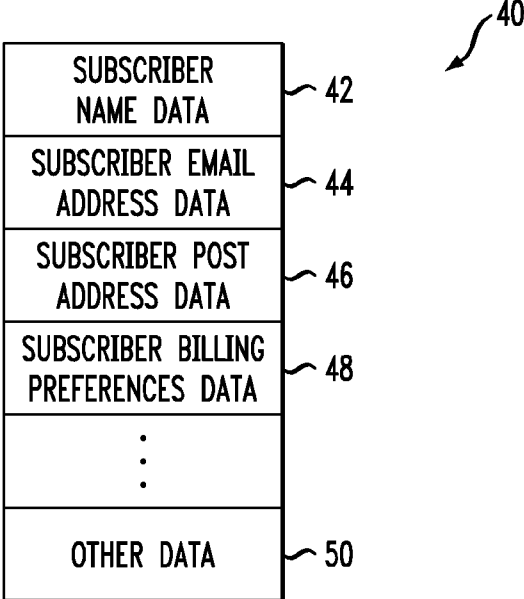 40
SUBSCRIBER
NAME DATA
42
SUBSCRIBER EMAIL
ADDRESS DATA
44
SUBSCRIBER POST
ADDRESS DATA
46
SUBSCRIBER BILLING
PREFERENCES DATA
48
OTHER DATA
50